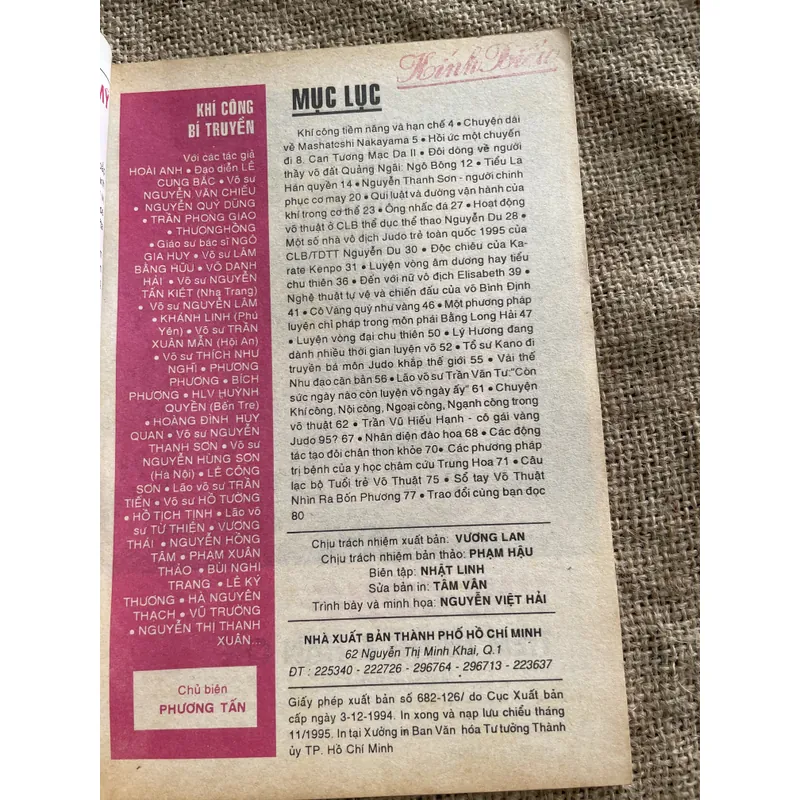 Kính Biếu
KHÍ CÔNG
BÍ TRUYỀN
Với các tác giả
HOÀI ANH • Đạo diễn LÊ
CUNG BẮC • Võ sư
NGUYỄN VĂN CHIẾU
• NGUYỄN QUÝ DŨNG
• TRẦN PHONG GIAO
• THƯƠNGHỒNG
• Giáo sư bác sĩ NGÔ
GIA HUY • Võ sư LÂM
BẰNG HỮU • VÔ DANH
HẢI • Võ sư NGUYỄN
TẤN KIỆT (Nha Trang)
• Võ sư NGUYỄN LÂM
• KHÁNH LINH (Phú
Yên) • Võ sư TRẦN
XUÂN MẪN (Hội An)
• Võ sư THÍCH NHƯ
NGHĨ • PHƯƠNG
PHƯƠNG • BÍCH
PHƯỢNG • HLV HUỲNH
QUYỀN (Bến Tre)
• HOÀNG ĐÌNH HUY
QUAN • Võ sư NGUYỄN
THANH SƠN • Võ sư
NGUYỄN HÙNG SƠN
(Hà Nội) • LÊ CÔNG
SƠN • Lão võ sư TRẦN
TIẾN • Võ sư HỒ TƯỜNG
• HỒ TỊCH TỊNH • Lão võ
sư TỪ THIỆN • VƯƠNG
THÁI • NGUYỄN HỒNG
TÂM • PHẠM XUÂN
THẢO • BÙI NGHI
TRANG • LÊ KÝ
THƯƠNG • HÀ NGUYÊN
THẠCH • VŨ TRƯỜNG
• NGUYỄN THỊ THANH
XUÂN...
Chủ biên
PHƯƠNG TẤN
MỤC LỤC
Khí công tiềm năng và hạn chế 4 • Chuyện dài
về Mashatoshi Nakayama 5 • Hồi ức một chuyến
đi 8. Can Tương Mạc Da II • Đôi dòng về người
thầy võ đất Quảng Ngãi: Ngô Bông 12 • Tiểu La
Hán quyền 14 • Nguyễn Thanh Sơn - người chinh
phục cơ may 20 • Qui luật và đường vận hành của
khí trong cơ thể 23 • Ông nhấc đá 27 • Hoạt động
võ thuật ở CLB thể dục thể thao Nguyễn Du 28 •
Một số nhà vô địch Judo trẻ toàn quốc 1995 của
CLB/TDTT Nguyễn Du 30 • Độc chiêu của Ka-
rate Kenpo 31 • Luyện vòng âm dương hay tiểu
chu thiên 36 • Đến với nữ vô địch Elisabeth 39 •
Nghệ thuật tự vệ và chiến đấu của võ Bình Định
41 • Cô Vàng quý như vàng 46 • Một phương pháp
luyện chỉ pháp trong môn phái Bằng Long Hải 47
• Luyện vòng đại chu thiên 50 • Lý Hương đang
dành nhiều thời gian luyện võ 52 • Tổ sư Kano đi
truyền bá môn Judo khắp thế giới 55 • Vài thế
Nhu đạo căn bản 56 • Lão võ sư Trần Văn Tư:"Còn
sức ngày nào còn luyện võ ngày ấy" 61 • Chuyện
Khí công, Nội công, Ngoại công, Ngạnh công trong
võ thuật 62 • Trần Vũ Hiếu Hạnh - cô gái vàng
Judo 95? 67 • Nhân diện đào hoa 68 • Các động
tác tạo đôi chân thon khỏe 70• Các phương pháp
trị bệnh của y học châm cứu Trung Hoa 71 • Câu
lạc bộ Tuổi trẻ Võ Thuật 75 • Sổ tay Võ Thuật
Nhìn Ra Bốn Phương 77 • Trao đổi cùng bạn đọc
80
Chịu trách nhiệm xuất bản: VƯƠNG LAN
Chịu trách nhiệm bản thảo: PHẠM HẬU
Biên tập: NHẬT LINH
Sửa bản in: TÂM VÂN
Trình bày và minh họa: NGUYỄN VIỆT HẢI
NHÀ XUẤT BẢN THÀNH PHỐ HỒ CHÍ MINH
62 Nguyễn Thị Minh Khai, Q.1
ĐT : 225340 - 222726 - 296764 - 296713 - 223637
Giấy phép xuất bản số 682-126/ do Cục Xuất bản
cấp ngày 3-12-1994. In xong và nạp lưu chiểu tháng
11/1995. In tại Xưởng in Ban Văn hóa Tư tưởng Thành
ủy TP. Hồ Chí Minh